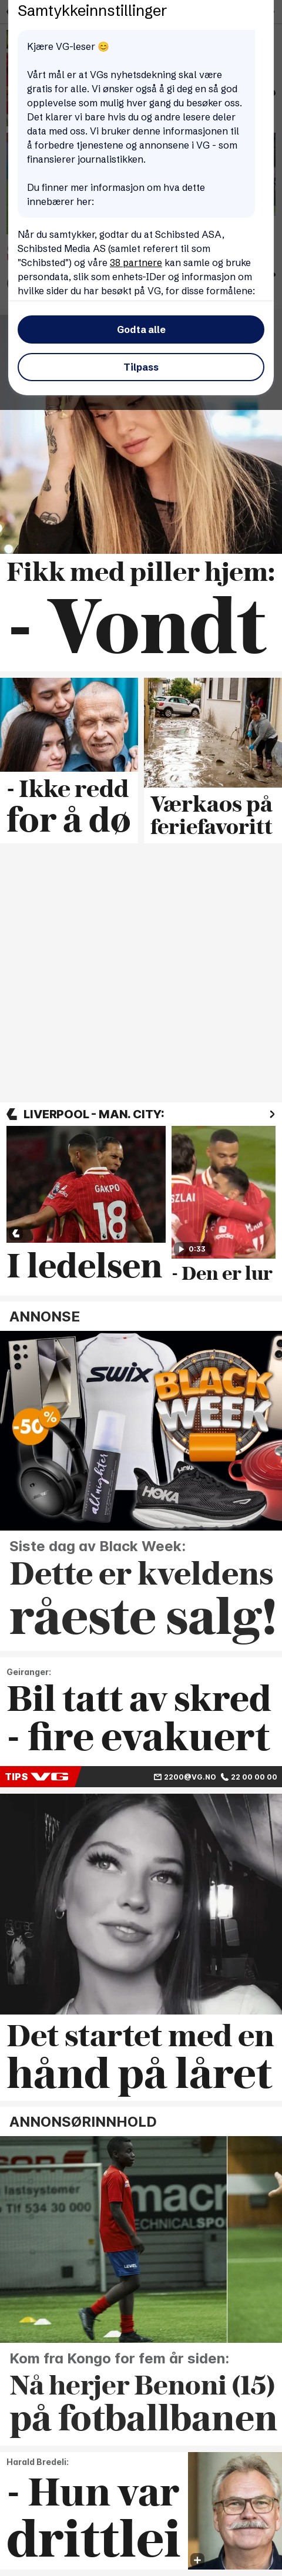 Samtykkeinnstillinger
Kjære VG-leser 😊
Vårt mål er at VGs nyhetsdekning skal være
gratis for alle. Vi ønsker også å gi deg en så god
opplevelse som mulig hver gang du besøker oss.
Det klarer vi bare hvis du og andre lesere deler
data med oss. Vi bruker denne informasjonen til
å forbedre tjenestene og annonsene i VG - som
finansierer journalistikken.
Du finner mer informasjon om hva dette
innebærer her:
Når du samtykker, godtar du at Schibsted ASA,
Schibsted Media AS (samlet referert til som
"Schibsted") og våre 38 partnere kan samle og bruke
persondata, slik som enhets-IDer og informasjon om
hvilke sider du har besøkt på VG, for disse formålene:
Godta alle
Tilpass
Fikk med piller hjem:
- Vondt
- Ikke redd
for å dø
Værkaos på
feriefavoritt
LIVERPOOL - MAN. CITY:
GAKPO
18
SZLAI
0:33
I ledelsen
- Den er lur
ANNONSE
SWIX
BLACK
WEEK
-50%
all nighter
HOKA
Siste dag av Black Week:
Dette er kveldens
råeste salg!
Geiranger:
Bil tatt av skred
- fire evakuert
TIPS VG
2200@VG.NO
22 00 00 00
Det startet med en
hånd på låret
ANNONSØRINNHOLD
lastsystemer
Tlf 534 30 000
macr
TECHNICALSPO
Kom fra Kongo for fem år siden:
Nå herjer Benoni (15)
på fotballbanen
Harald Bredeli:
- Hun var
drittlei